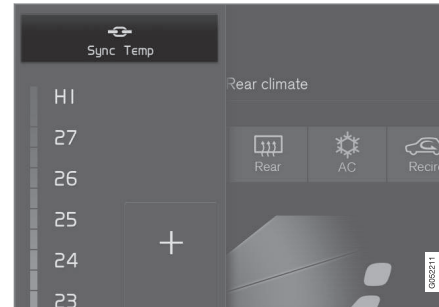 Sync Temp
Rear climate
HI
27
Rear AC Recirc
26
25
24
23
G052211